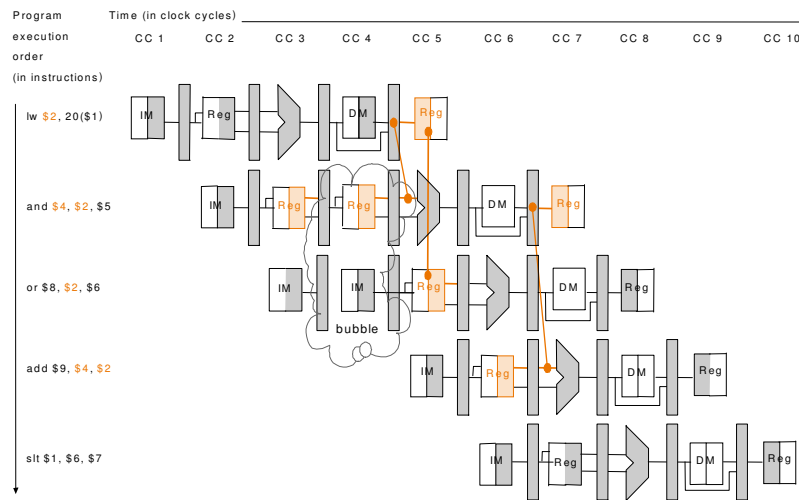 Program
execution
order
(in instructions)
Time (in clock cycles)
CC 1 CC 2 CC 3 CC 4 CC 5 CC 6 CC 7 CC 8 CC 9 CC 10
lw $2, 20($1)
IM Reg DM Reg
and $4, $2, $5
IM Reg Reg DM Reg
or $8, $2, $6
IM IM Reg DM Reg
bubble
add $9, $4, $2
IM Reg DM Reg
slt $1, $6, $7
IM Reg DM Reg